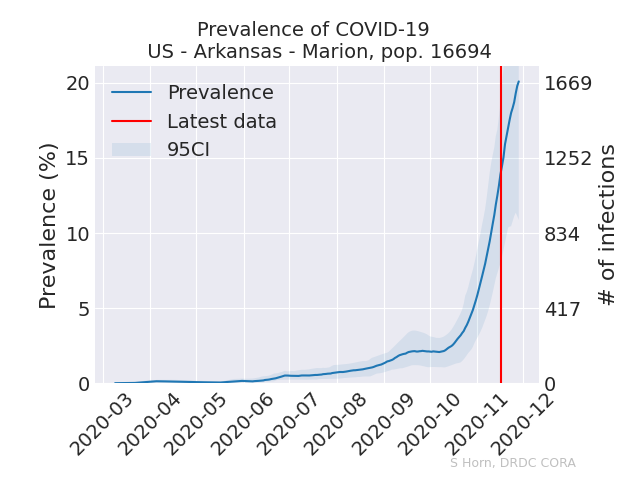 Prevalence of COVID-19
US - Arkansas - Marion, pop. 16694
Prevalence
Latest data
95CI
Prevalence (%)
20
15
10
5
0
# of infections
1669
1252
834
417
0
2020-03
2020-04
2020-05
2020-06
2020-07
2020-08
2020-09
2020-10
2020-11
2020-12
S Horn, DRDC CORA